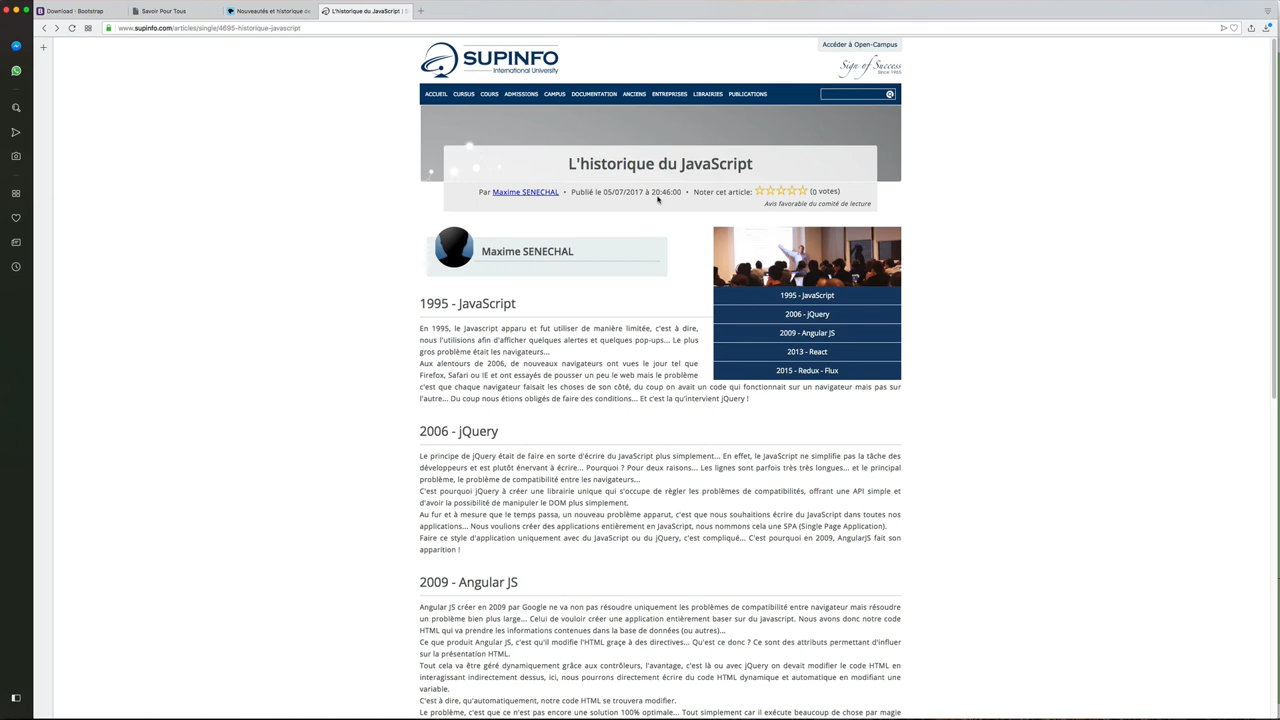 Download · Bootstrap
Savoir Pour Tous
Nouveautés et historique de
L'historique du JavaScript | S
www.supinfo.com/articles/single/4695-historique-javascript
Accéder à Open-Campus
SUPINFO
International University
Sign of Success
Since 1965
ACCUEIL CURSUS COURS ADMISSIONS CAMPUS DOCUMENTATION ANCIENS ENTREPRISES LIBRAIRIES PUBLICATIONS
L'historique du JavaScript
Par Maxime SENECHAL • Publié le 05/07/2017 à 20:46:00 • Noter cet article: (0 votes)
Avis favorable du comité de lecture
Maxime SENECHAL
1995 - JavaScript
2006 - jQuery
2009 - Angular JS
2013 - React
2015 - Redux - Flux
1995 - JavaScript
En 1995, le Javascript apparu et fut utiliser de manière limitée, c'est à dire,
nous l'utilisions afin d'afficher quelques alertes et quelques pop-ups... Le plus
gros problème était les navigateurs...
Aux alentours de 2006, de nouveaux navigateurs ont vues le jour tel que
Firefox, Safari ou IE et ont essayés de pousser un peu le web mais le problème
c'est que chaque navigateur faisait les choses de son côté, du coup on avait un code qui fonctionnait sur un navigateur mais pas sur
l'autre... Du coup nous étions obligés de faire des conditions... Et c'est la qu'intervient jQuery !
2006 - jQuery
Le principe de jQuery était de faire en sorte d'écrire du JavaScript plus simplement... En effet, le JavaScript ne simplifie pas la tâche des
développeurs et est plutôt énervant à écrire... Pourquoi ? Pour deux raisons... Les lignes sont parfois très très longues... et le principal
problème, le problème de compatibilité entre les navigateurs...
C'est pourquoi jQuery à créer une librairie unique qui s'occupe de règler les problèmes de compatibilités, offrant une API simple et
d'avoir la possibilité de manipuler le DOM plus simplement.
Au fur et à mesure que le temps passa, un nouveau problème apparut, c'est que nous souhaitions écrire du JavaScript dans toutes nos
applications... Nous voulions créer des applications entièrement en JavaScript, nous nommons cela une SPA (Single Page Application).
Faire ce style d'application uniquement avec du JavaScript ou du jQuery, c'est compliqué... C'est pourquoi en 2009, AngularJS fait son
apparition !
2009 - Angular JS
Angular JS créer en 2009 par Google ne va non pas résoudre uniquement les problèmes de compatibilité entre navigateur mais résoudre
un problème bien plus large... Celui de vouloir créer une application entièrement baser sur du javascript. Nous avons donc notre code
HTML qui va prendre les informations contenues dans la base de données (ou autres)...
Ce que produit Angular JS, c'est qu'il modifie l'HTML graçe à des directives... Qu'est ce donc ? Ce sont des attributs permettant d'influer
sur la présentation HTML.
Tout cela va être géré dynamiquement grâce aux contrôleurs, l'avantage, c'est là ou avec jQuery on devait modifier le code HTML en
interagissant indirectement dessus, ici, nous pourrons directement écrire du code HTML dynamique et automatique en modifiant une
variable.
C'est à dire, qu'automatiquement, notre code HTML se trouvera modifier.
Le problème, c'est que ce n'est pas encore une solution 100% optimale... Tout simplement car il exécute beaucoup de chose par magie